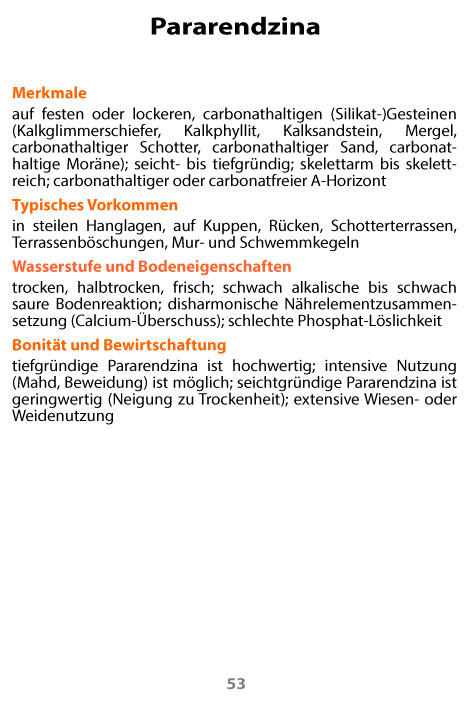 Pararendzina
Merkmale
auf festen oder lockeren, carbonathaltigen (Silikat-)Gesteinen
(Kalkglimmerschiefer, Kalkphyllit, Kalksandstein, Mergel,
carbonathaltiger Schotter, carbonathaltiger Sand, carbonat-
haltige Moräne); seicht- bis tiefgründig; skelettarm bis skelett-
reich; carbonathaltiger oder carbonatfreier A-Horizont
Typisches Vorkommen
in steilen Hanglagen, auf Kuppen, Rücken, Schotterterrassen,
Terrassenböschungen, Mur- und Schwemmkegeln
Wasserstufe und Bodeneigenschaften
trocken, halbtrocken, frisch; schwach alkalische bis schwach
saure Bodenreaktion; disharmonische Nährelementzusammen-
setzung (Calcium-Überschuss); schlechte Phosphat-Löslichkeit
Bonität und Bewirtschaftung
tiefgründige Pararendzina ist hochwertig; intensive Nutzung
(Mahd, Beweidung) ist möglich; seichtgründige Pararendzina ist
geringwertig (Neigung zu Trockenheit); extensive Wiesen- oder
Weidenutzung
53